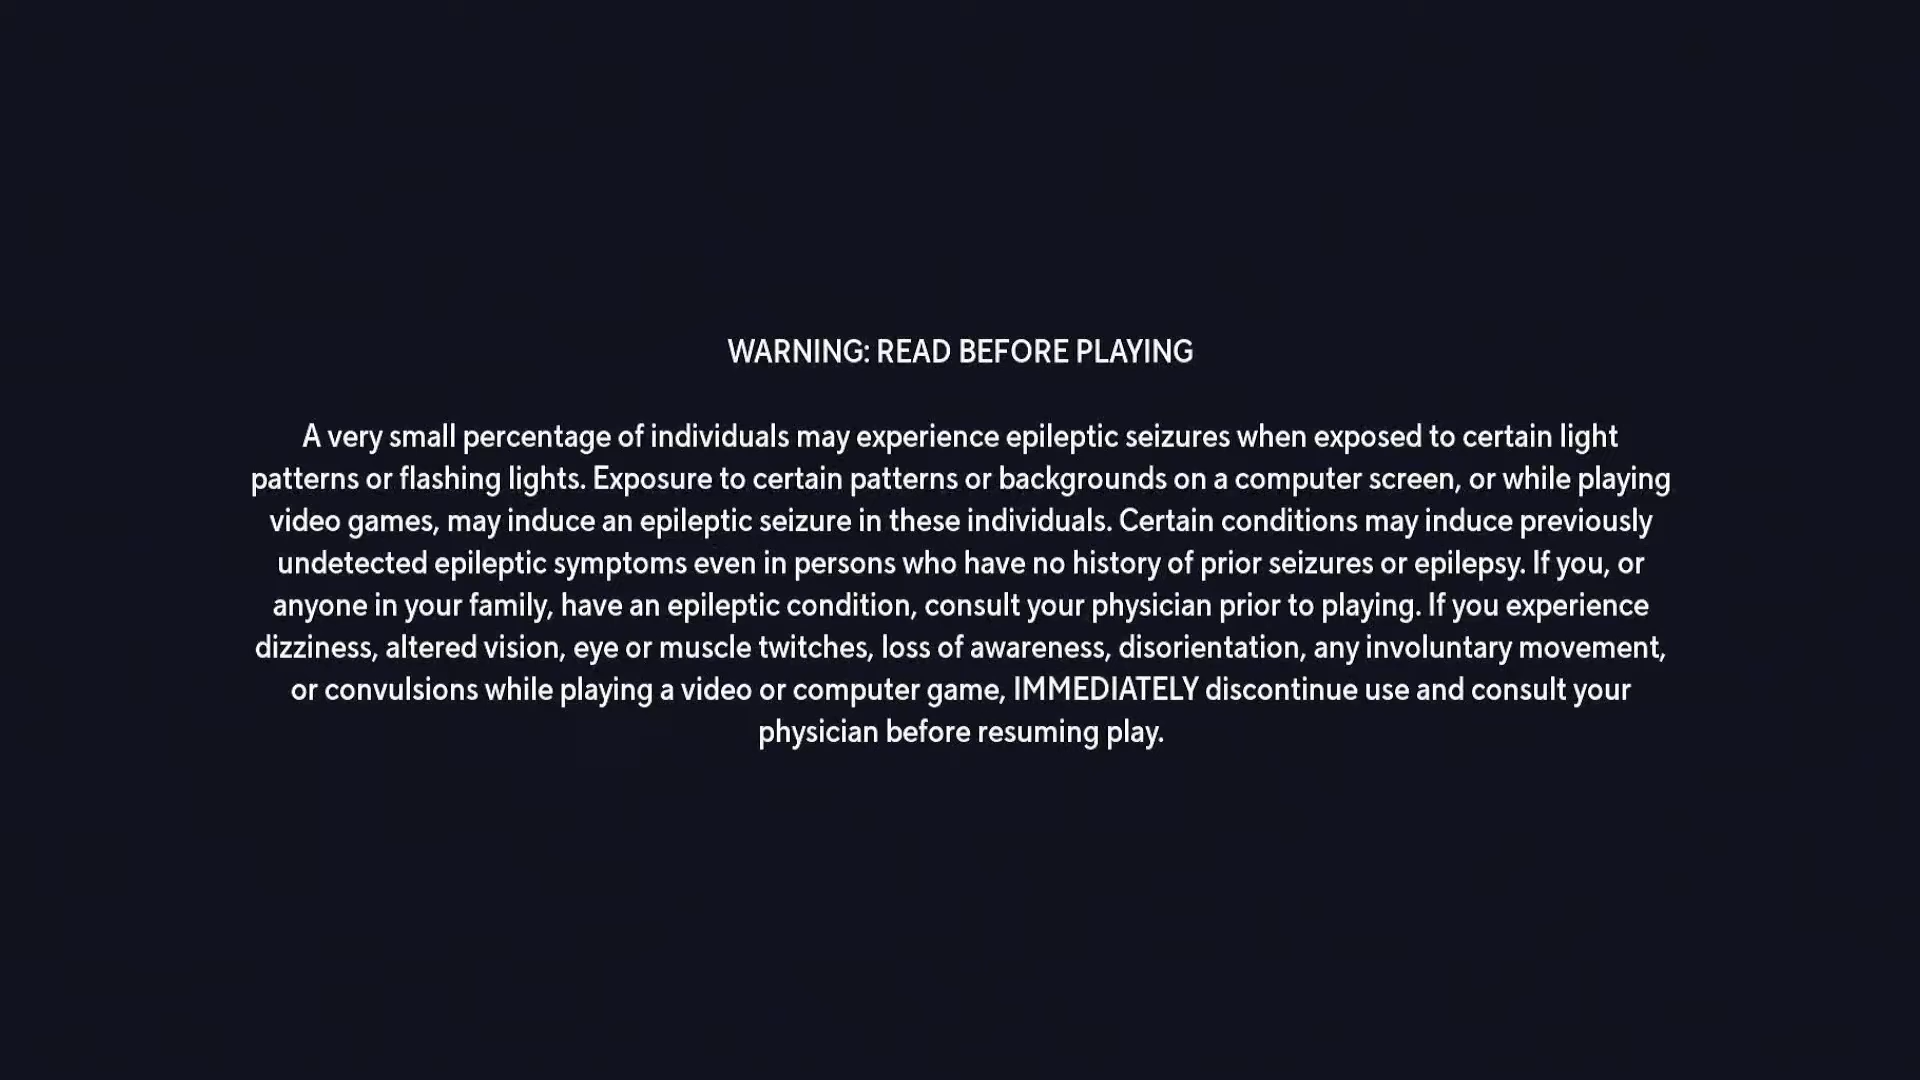 WARNING: READ BEFORE PLAYING
A very small percentage of individuals may experience epileptic seizures when exposed to certain light
patterns or flashing lights. Exposure to certain patterns or backgrounds on a computer screen, or while playing
video games, may induce an epileptic seizure in these individuals. Certain conditions may induce previously
undetected epileptic symptoms even in persons who have no history of prior seizures or epilepsy. If you, or
anyone in your family, have an epileptic condition, consult your physician prior to playing. If you experience
dizziness, altered vision, eye or muscle twitches, loss of awareness, disorientation, any involuntary movement,
or convulsions while playing a video or computer game, IMMEDIATELY discontinue use and consult your
physician before resuming play.